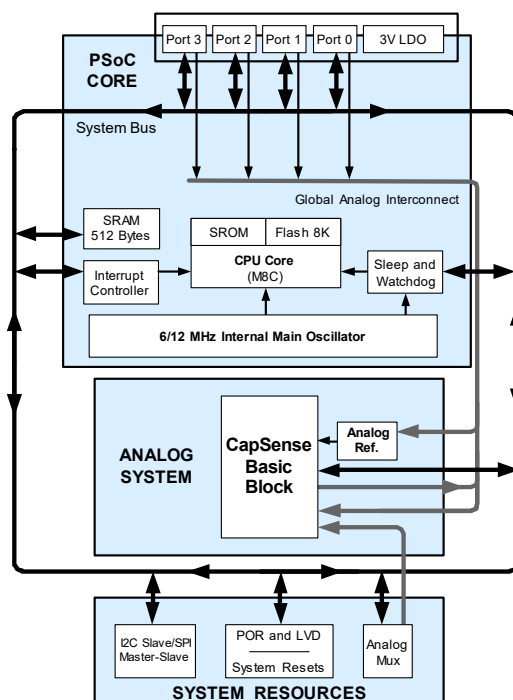 Port 3 Port 2 Port 1 Port 0 3V LDO
PSoC
CORE
System Bus
Global Analog Interconnect
SRAM
512 Bytes
SROM Flash 8K
CPU Core
(M8C)
Interrupt
Controller
Sleep and
Watchdog
6/12 MHz Internal Main Oscillator
ANALOG
SYSTEM
CapSense
Basic
Block
Analog
Ref.
I2C Slave/SPI
Master-Slave
POR and LVD
System Resets
Analog
Mux
SYSTEM RESOURCES